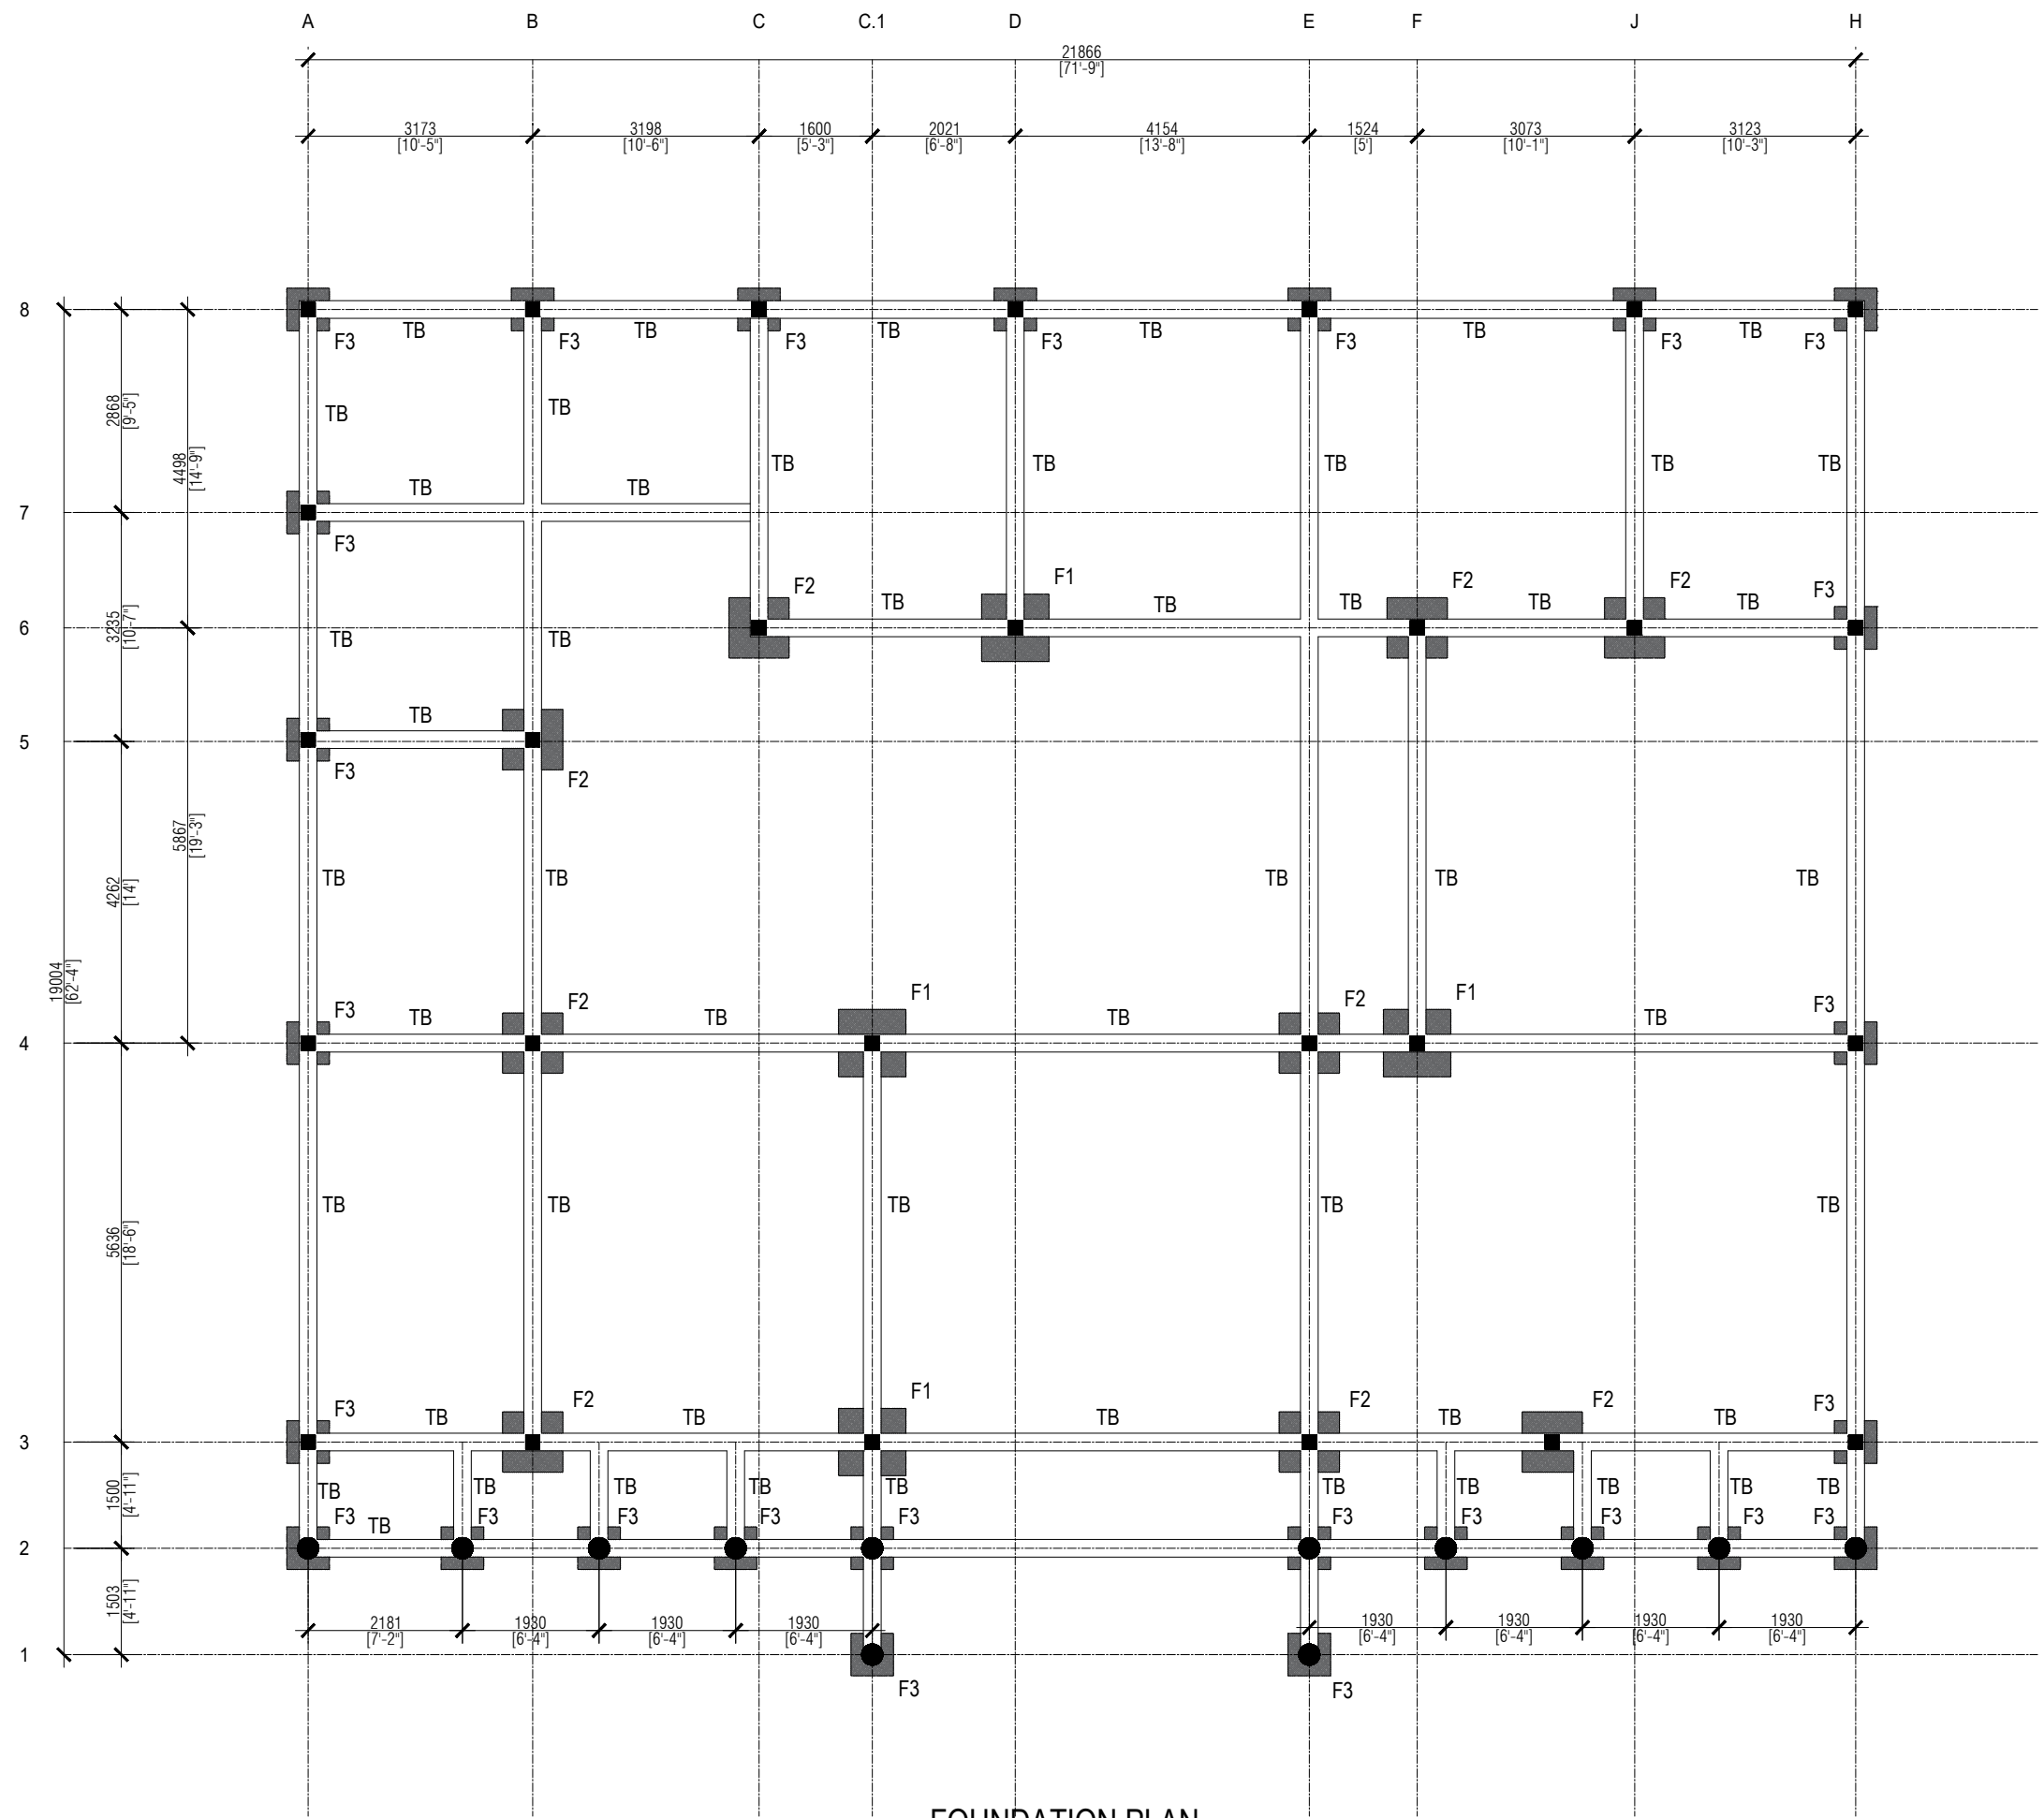 A B C C.1 D E F J H
21866
[71'-9"]
3173 3198 1600 2021 4154 1524 3073 3123
[10'-5"] [10'-6"] [5'-3"] [6'-8"] [13'-8"] [5'] [10'-1"] [10'-3"]
8
TB TB TB TB TB TB
F3 F3 F3 F3 F3 F3 F3
2868
[9'-5"]
TB TB
4498
[14'-9"]
TB TB TB TB TB
TB TB
7
F3
F2 F1 F2 F2 F3
TB TB TB TB TB
6
3235
[10'-7"]
TB TB
TB
5
F3 F2
5867
[19'-3"]
4262
[14']
TB TB TB TB TB
19004
[62'-4"]
F3 F2 F1 F2 F1 F3
TB TB TB TB
4
5636
[18'-6"]
TB TB TB TB TB
F3 F2 F1 F2 F2 F3
TB TB TB TB TB
3
1500
[4'-11"]
TB TB TB TB TB TB TB TB TB TB
F3 F3 F3 F3 F3 F3 F3 F3 F3 F3
TB
2
1503
[4'-11"]
2181 1930 1930 1930 1930 1930 1930 1930
[7'-2"] [6'-4"] [6'-4"] [6'-4"] [6'-4"] [6'-4"] [6'-4"] [6'-4"]
1
F3 F3
FOUNDATION PLAN